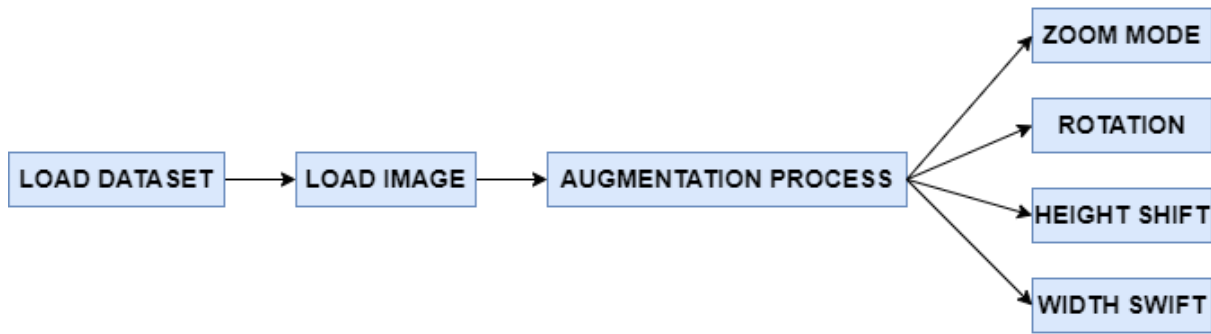 LOAD DATASET
LOAD IMAGE
AUGMENTATION PROCESS
ZOOM MODE
ROTATION
HEIGHT SHIFT
WIDTH SWIFT